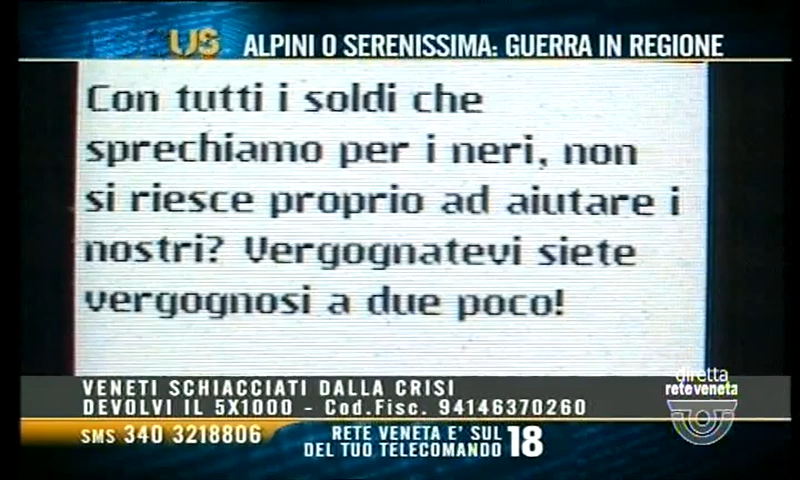 US
ALPINI O SERENISSIMA: GUERRA IN REGIONE
Con tutti i soldi che
sprechiamo per i neri, non
si riesce proprio ad aiutare i
nostri? Vergognatevi siete
vergognosi a due poco!
diretta
reteveneta
VENETI SCHIACCIATI DALLA CRISI
DEVOLVI IL 5X1000 - Cod.Fisc. 94146370260
SMS 340 3218806
RETE VENETA E' SUL
DEL TUO TELECOMANDO 18